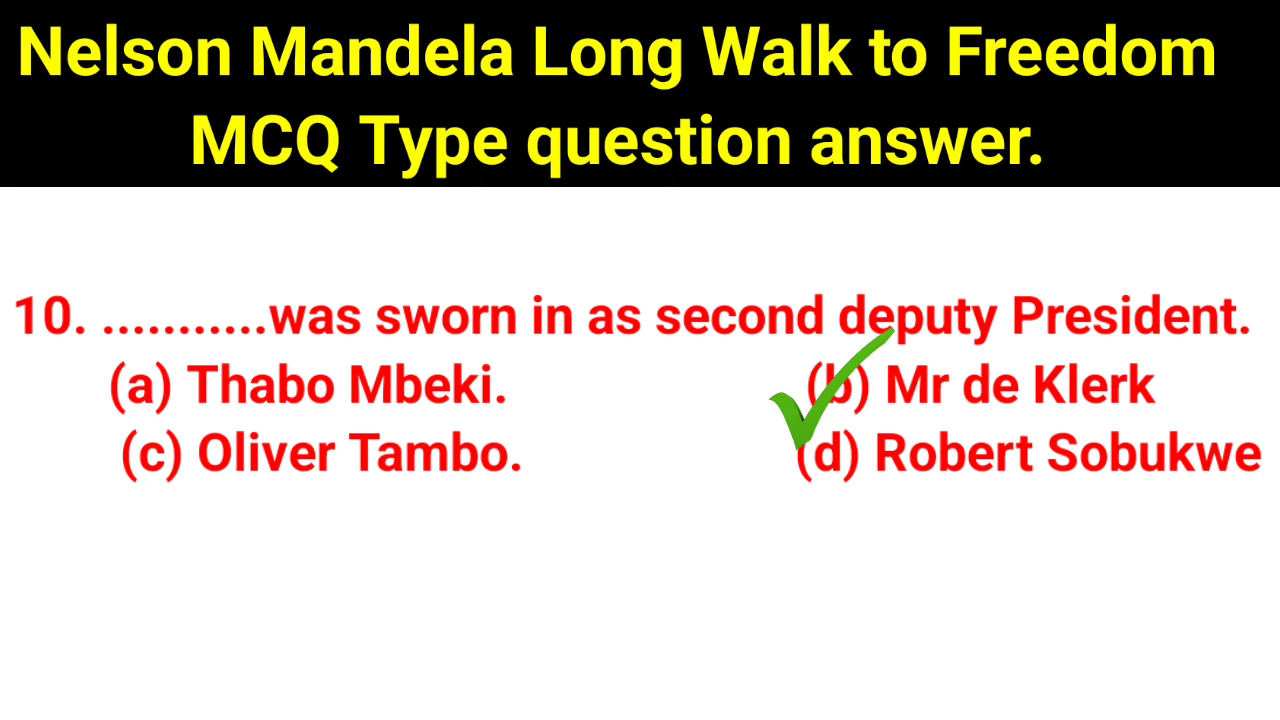 Nelson Mandela Long Walk to Freedom
MCQ Type question answer.
10. ...........was sworn in as second deputy President.
(a) Thabo Mbeki. (b) Mr de Klerk
(c) Oliver Tambo. (d) Robert Sobukwe